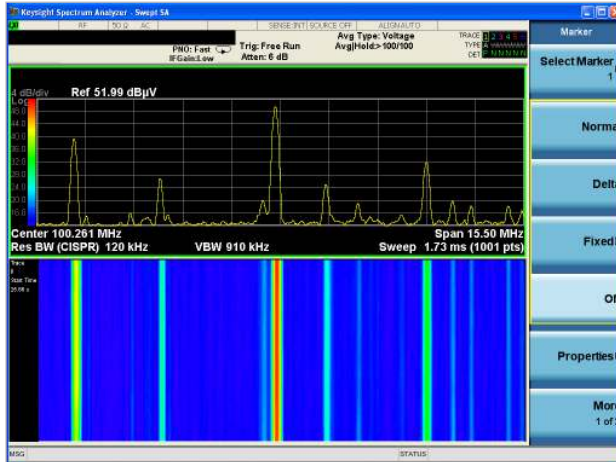 Keysight Spectrum Analyzer - Swept SA
RF 50 Ω AC SENSE:INT SOURCE OFF ALIGNAUTO
Marker
Avg Type: Voltage
TRACE
PNO: Fast Trig: Free Run Avg|Hold:>100/100
TYPE
IFGain:Low Atten: 6 dB
DET
Select Marker
1
4 dB/div Ref 51.99 dBµV
Log
Normal
Delta
Fixed
Off
Center 100.261 MHz Span 15.50 MHz
Res BW (CISPR) 120 kHz VBW 910 kHz Sweep 1.73 ms (1001 pts)
Trace
Start Time
Properties
More
1 of
MSG STATUS